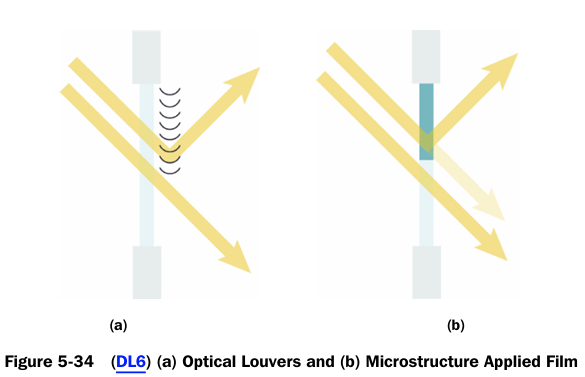 (a)
(b)
Figure 5-34 (DL6) (a) Optical Louvers and (b) Microstructure Applied Film